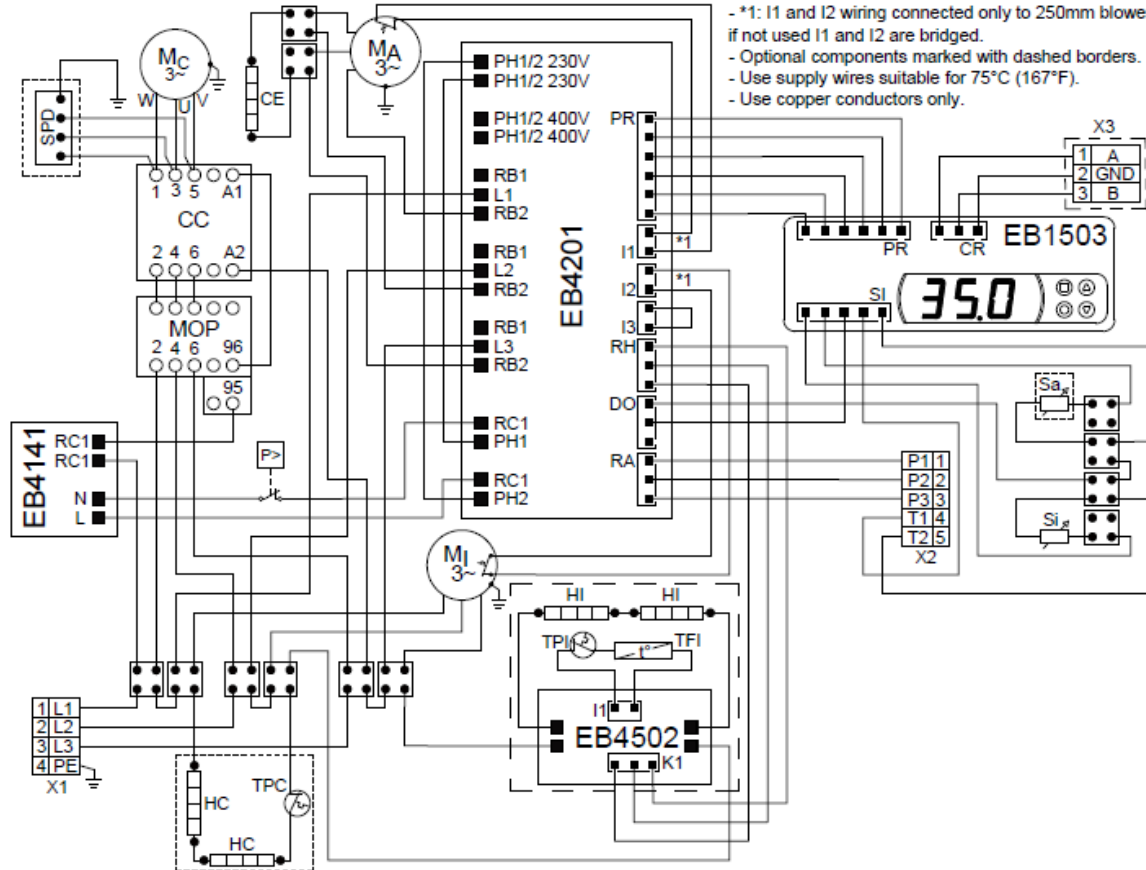 - *1: I1 and I2 wiring connected only to 250mm blowe
if not used I1 and I2 are bridged.
- Optional components marked with dashed borders.
- Use supply wires suitable for 75°C (167°F).
- Use copper conductors only.
MC
3~
W
U
V
SPD
CE
MA
3~
1 3 5 A1
CC
2 4 6 A2
MOP
2 4 6 96
95
EB4141
RC1
RC1
N
L
P>
EB4201
PH1/2 230V
PH1/2 230V
PH1/2 400V
PH1/2 400V
RB1
L1
RB2
RB1
L2
RB2
RB1
L3
RB2
RC1
PH1
RC1
PH2
PR
I1
*1
I2
*1
I3
RH
DO
RA
X3
1 A
2 GND
3 B
EB1503
PR
CR
SI
35.0
Sa
Si
P1 1
P2 2
P3 3
T1 4
T2 5
X2
MI
3~
HI
HI
TPI
t°
TFI
I1
EB4502
K1
1 L1
2 L2
3 L3
4 PE
X1
HC
TPC
HC